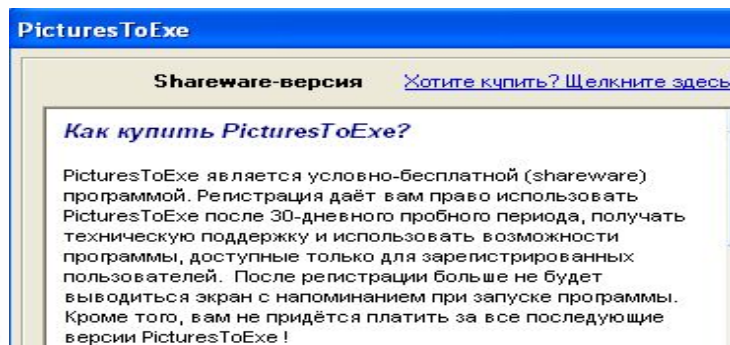 PicturesToExe
Shareware-версия Хотите купить? Щелкните здесь
Как купить PicturesToExe?
PicturesToExe является условно-бесплатной (shareware)
программой. Регистрация даёт вам право использовать
PicturesToExe после 30-дневного пробного периода, получать
техническую поддержку и использовать возможности
программы, доступные только для зарегистрированных
пользователей. После регистрации больше не будет
выводиться экран с напоминанием при запуске программы.
Кроме того, вам не придётся платить за все последующие
версии PicturesToExe !